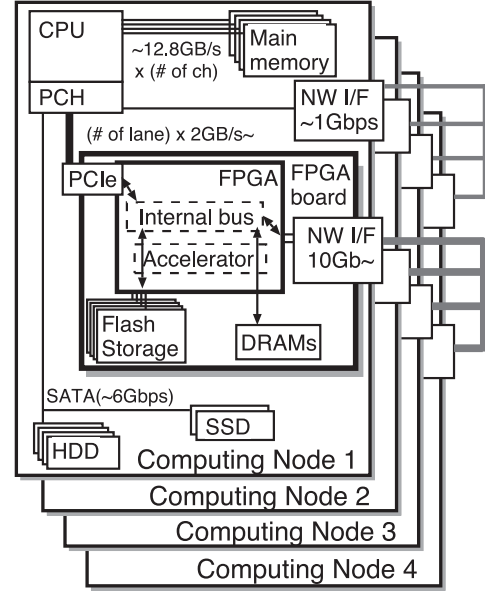 CPU
~12.8GB/s
x (# of ch)
Main
memory
PCH
NW I/F
~1Gbps
(# of lane) x 2GB/s~
PCIe
FPGA
FPGA
board
Internal bus
NW I/F
10Gb~
Accelerator
Flash
Storage
DRAMs
SATA(~6Gbps)
SSD
HDD
Computing Node 1
Computing Node 2
Computing Node 3
Computing Node 4